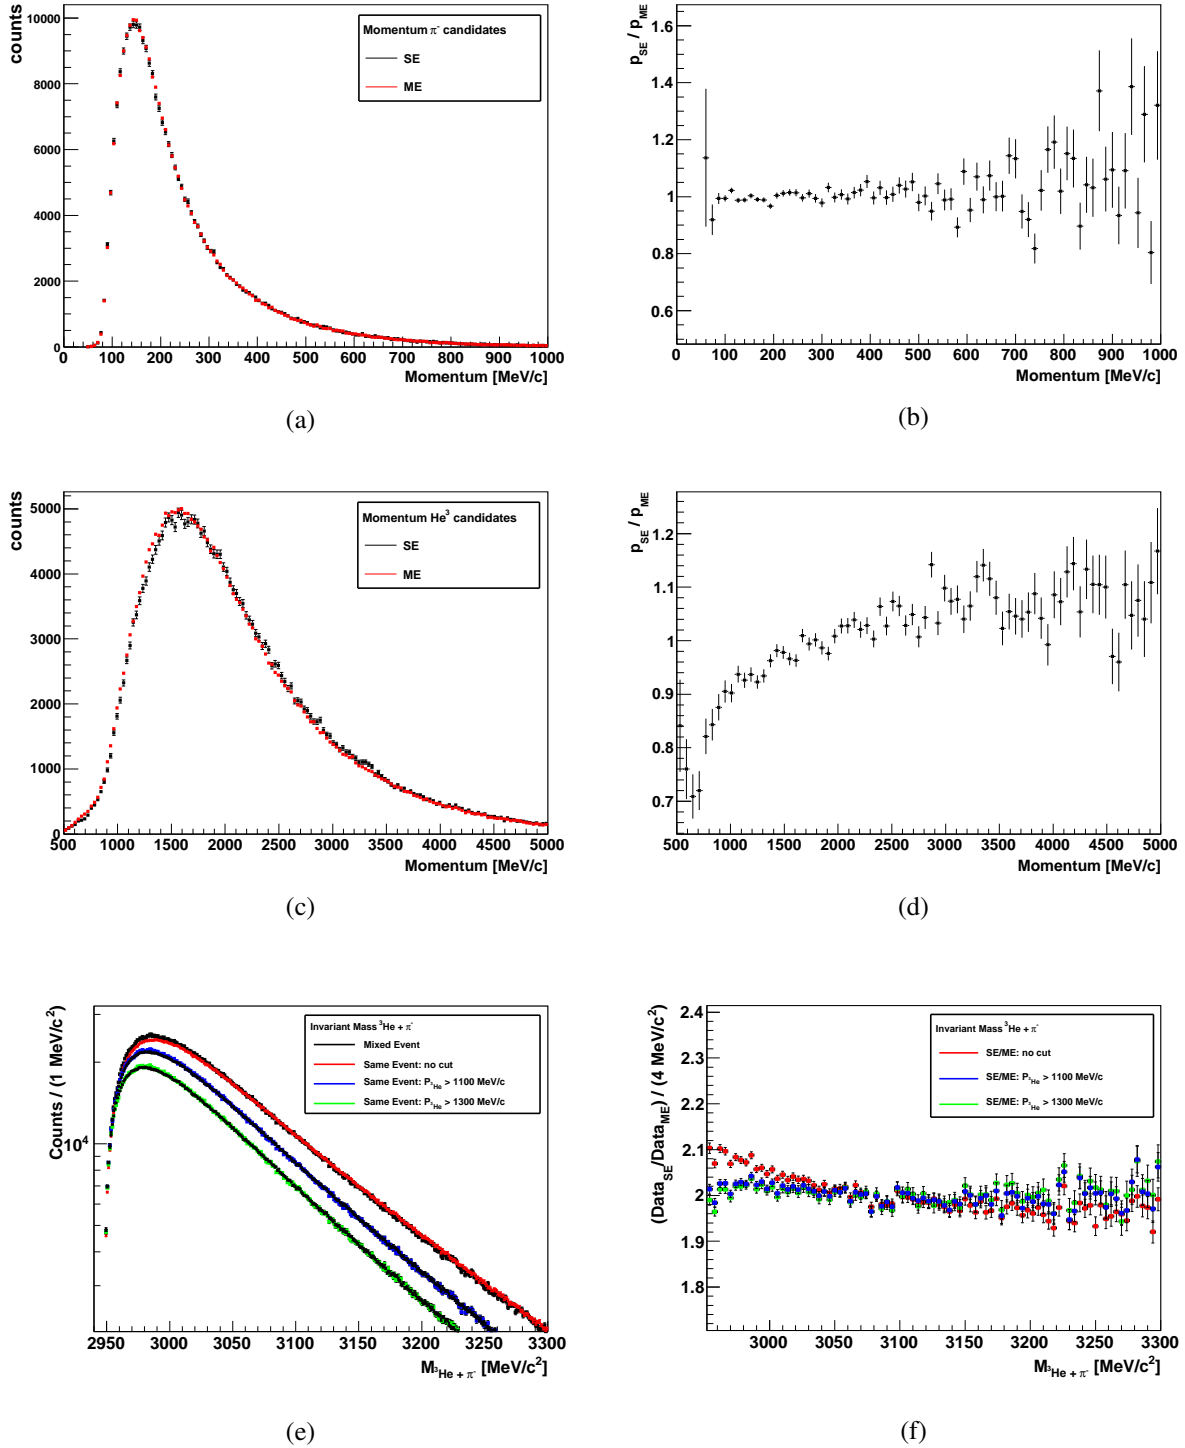 counts
10000
8000
6000
4000
2000
0
Momentum π⁻ candidates
SE
ME
0 100 200 300 400 500 600 700 800 900 1000
Momentum [MeV/c]
(a)
p_SE / p_ME
1.6
1.4
1.2
1
0.8
0.6
0 100 200 300 400 500 600 700 800 900 1000
Momentum [MeV/c]
(b)
counts
5000
4000
3000
2000
1000
0
Momentum He³ candidates
SE
ME
500 1000 1500 2000 2500 3000 3500 4000 4500 5000
Momentum [MeV/c]
(c)
p_SE / p_ME
1.2
1.1
1
0.9
0.8
0.7
500 1000 1500 2000 2500 3000 3500 4000 4500 5000
Momentum [MeV/c]
(d)
Counts / (1 MeV/c²)
10⁴
Invariant Mass ³He + π⁻
Mixed Event
Same Event: no cut
Same Event: P_³He > 1100 MeV/c
Same Event: P_³He > 1300 MeV/c
2950 3000 3050 3100 3150 3200 3250 3300
M_³He + π⁻ [MeV/c²]
(e)
(Data_SE/Data_ME) / (4 MeV/c²)
2.4
2.3
2.2
2.1
2
1.9
1.8
Invariant Mass ³He + π⁻
SE/ME: no cut
SE/ME: P_³He > 1100 MeV/c
SE/ME: P_³He > 1300 MeV/c
3000 3050 3100 3150 3200 3250 3300
M_³He + π⁻ [MeV/c²]
(f)